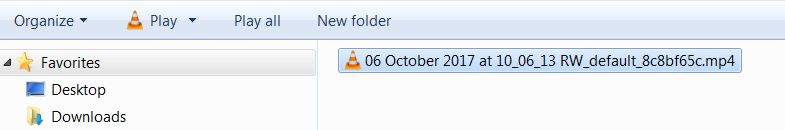 Organize Play Play all New folder
Favorites 06 October 2017 at 10_06_13 RW_default_8c8bf65c.mp4
Desktop
Downloads